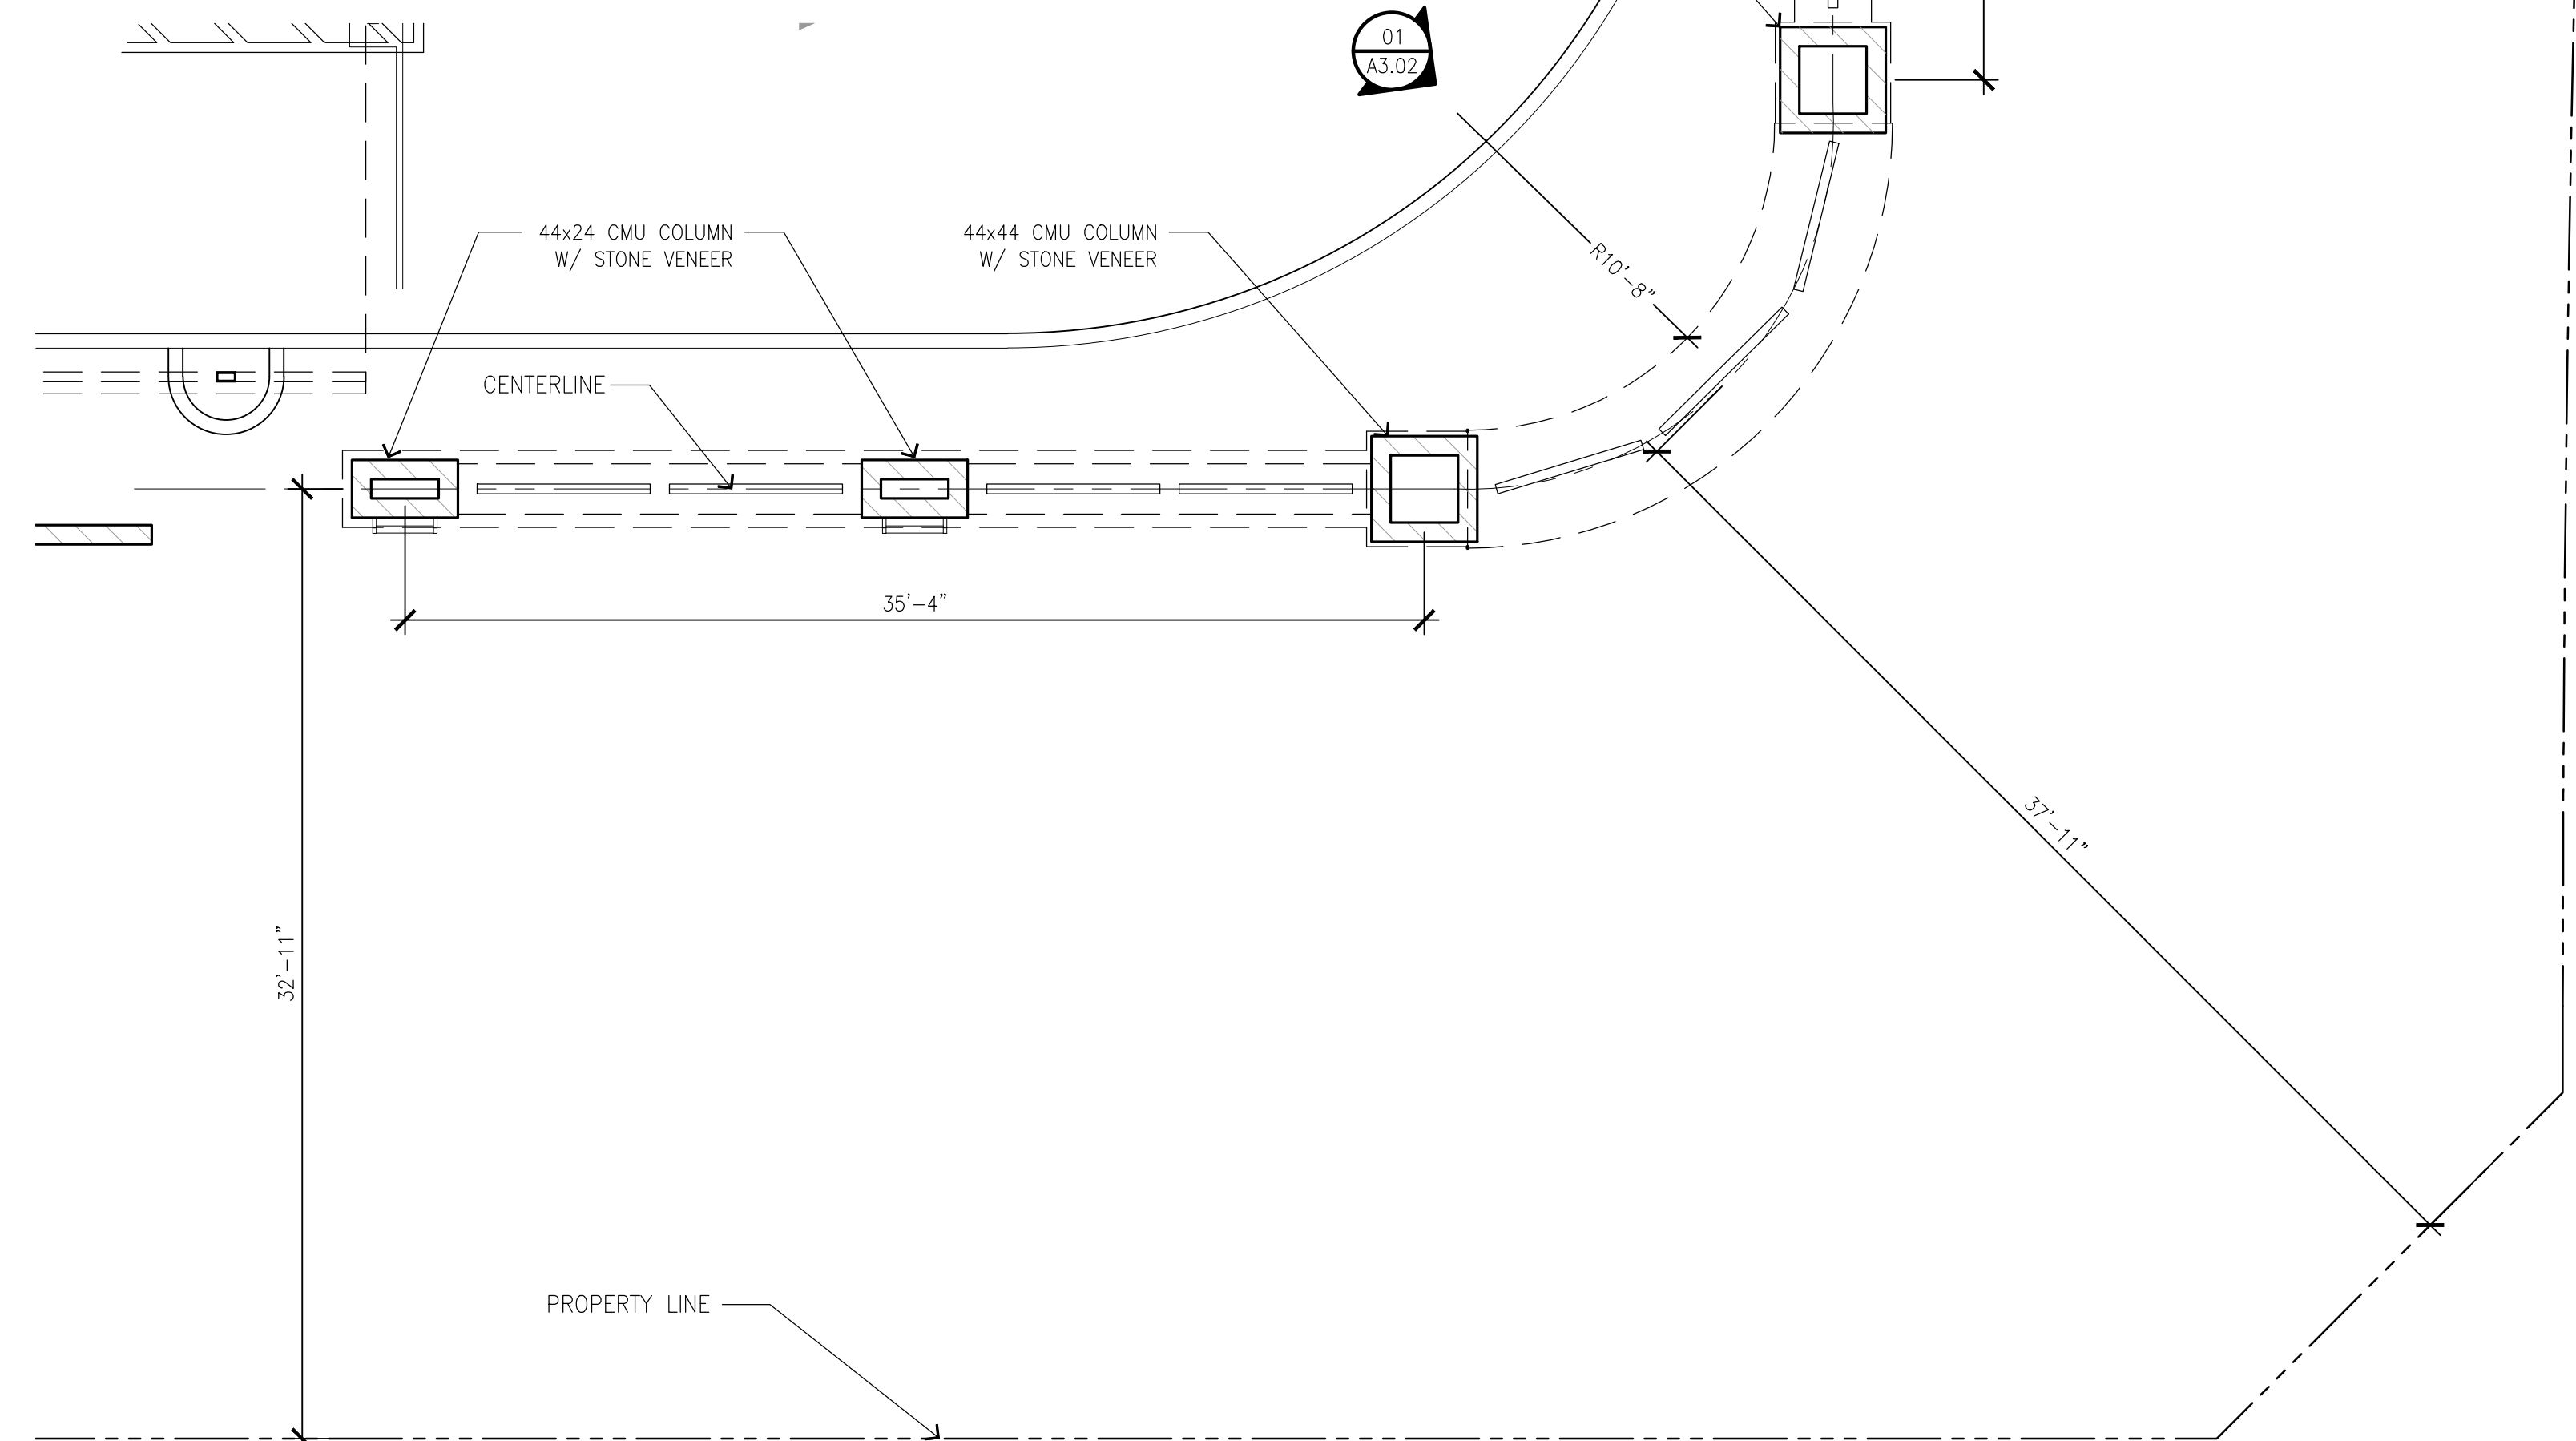 01
A3.02
44x24 CMU COLUMN
W/ STONE VENEER
44x44 CMU COLUMN
W/ STONE VENEER
R10'-8"
CENTERLINE
35'-4"
37'-11"
32'-11"
PROPERTY LINE